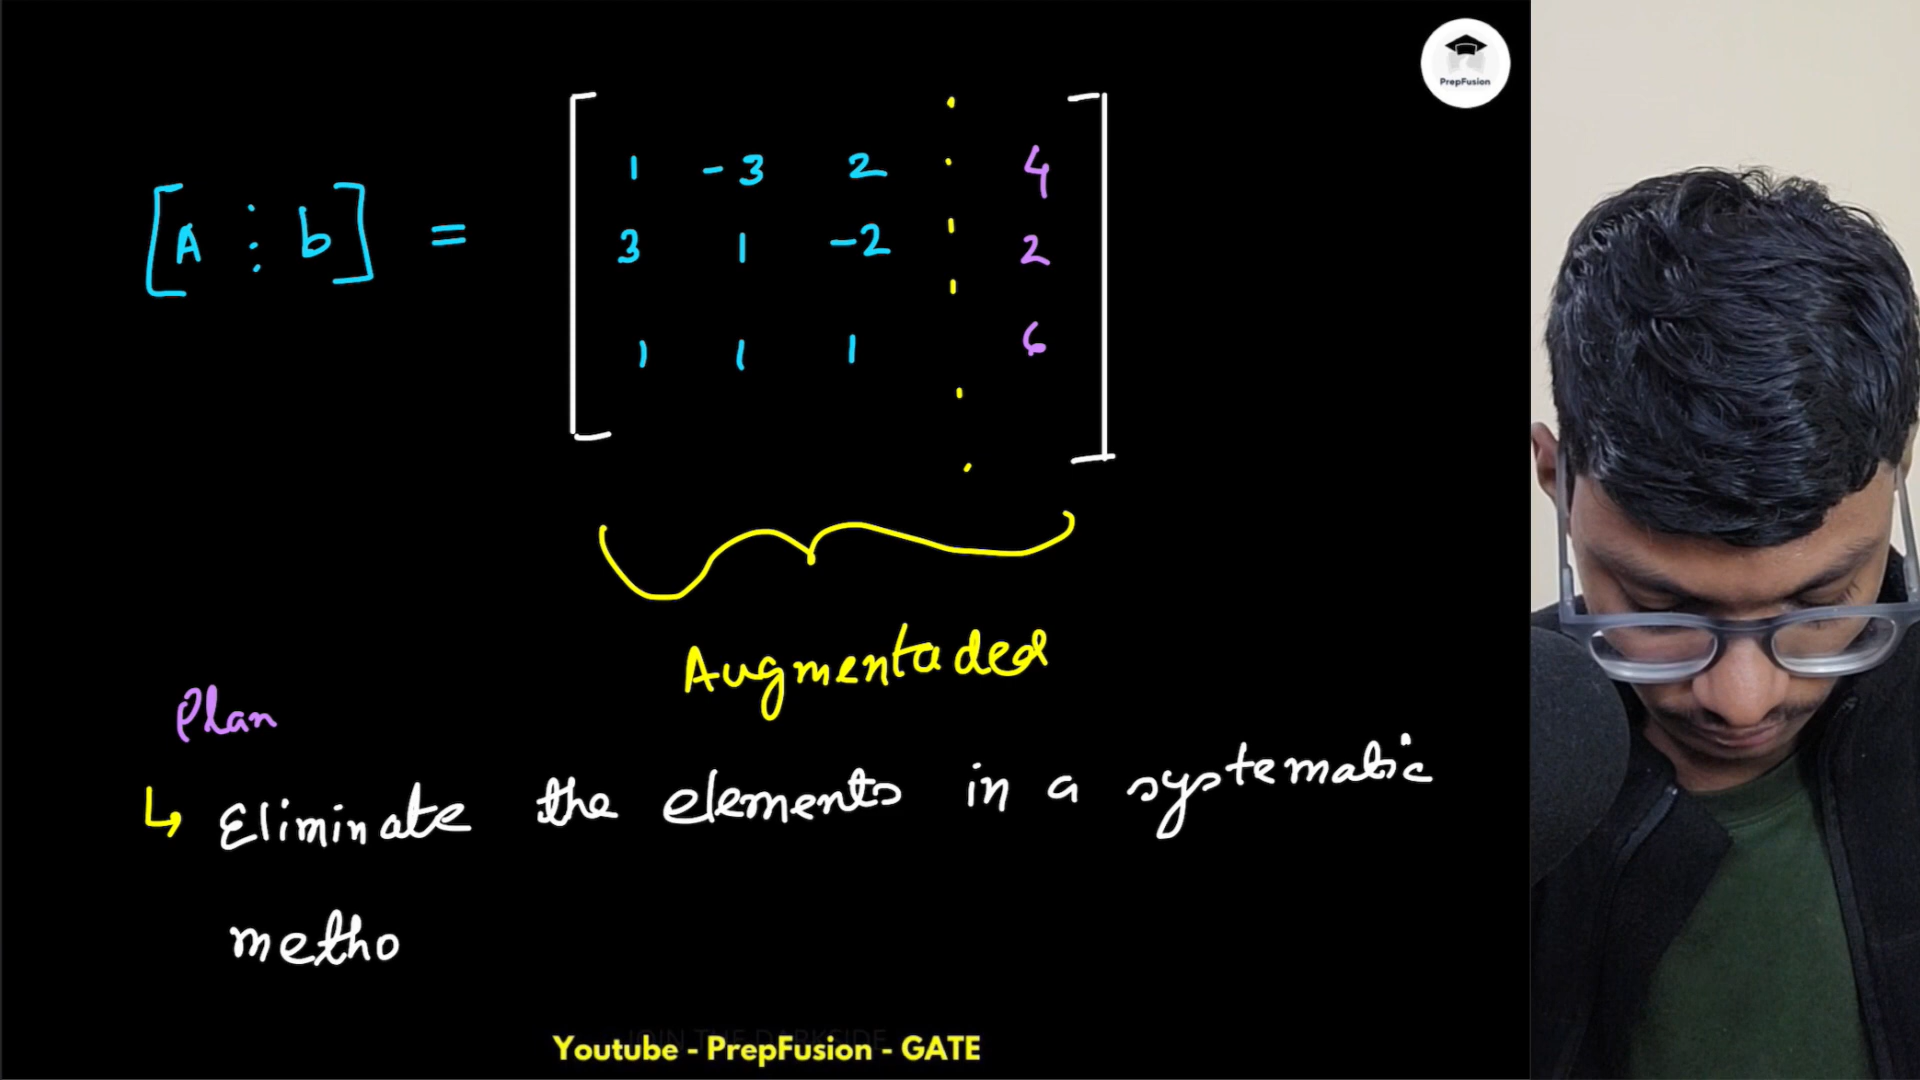 PrepFusion
1 -3 2 ⋮ 4
[A ⋮ b] = 3 1 -2 ⋮ 2
1 1 1 ⋮ 6
Augmentaded
Plan
↳ Eliminate the elements in a systematic
metho
Youtube - PrepFusion - GATE